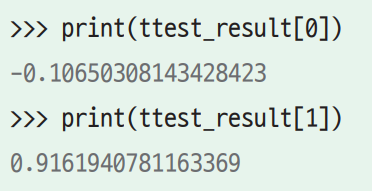 >>> print(ttest_result[0])
-0.10650308143428423
>>> print(ttest_result[1])
0.9161940781163369